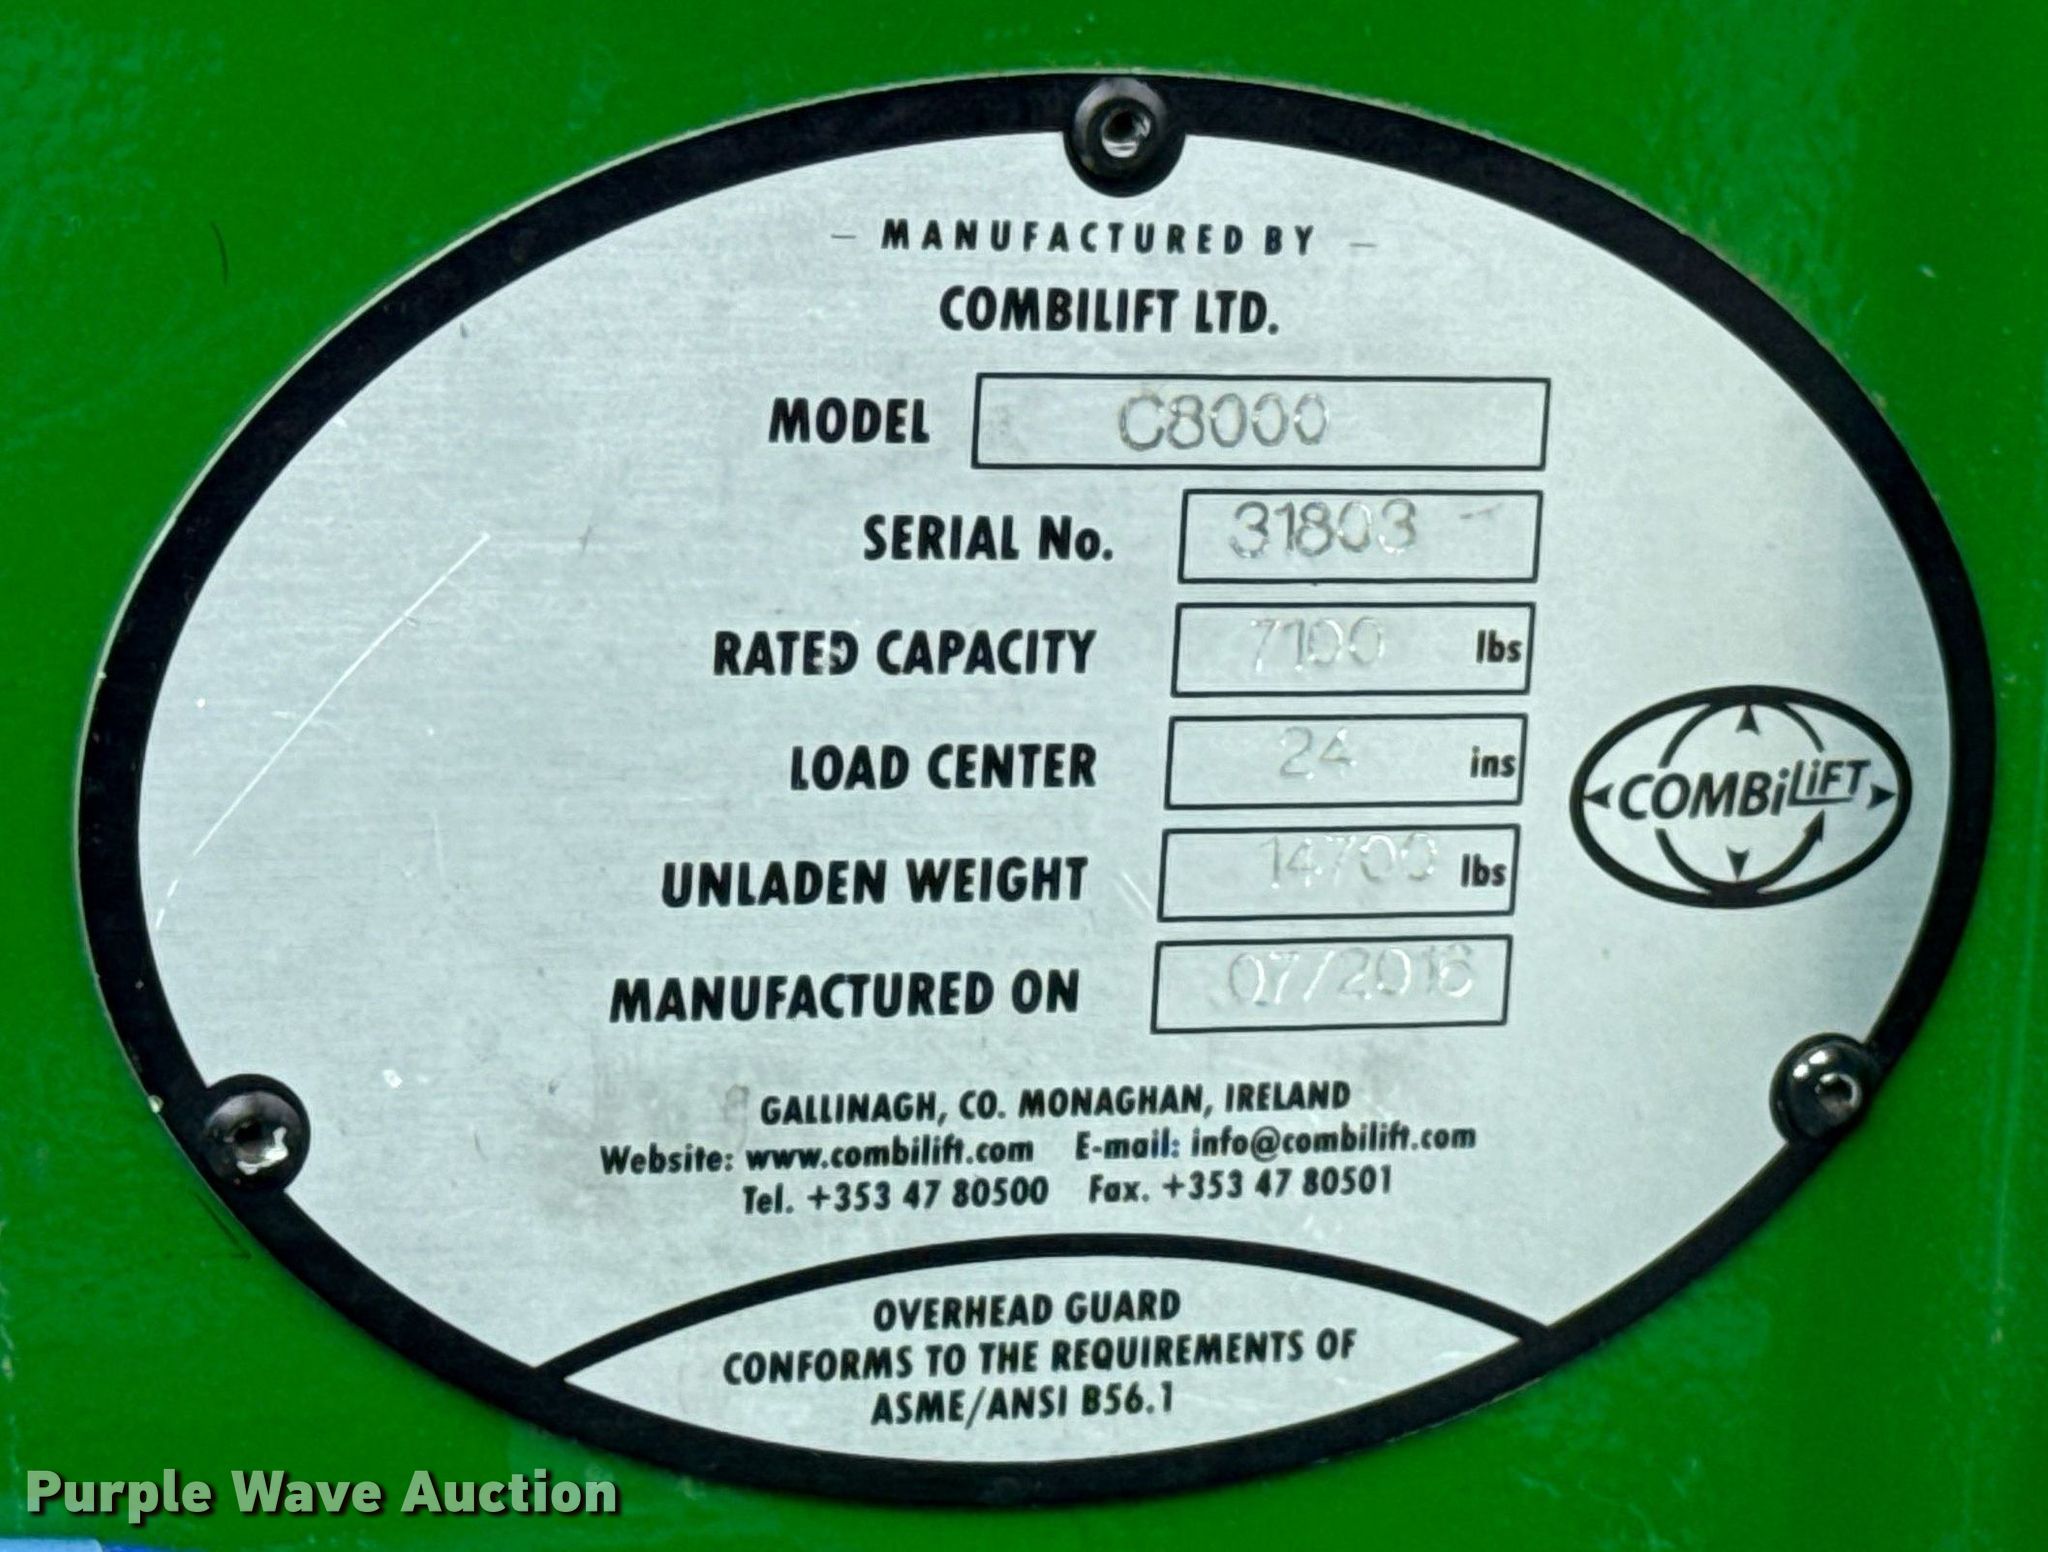 – MANUFACTURED BY –
COMBILIFT LTD.
MODEL C8000
SERIAL No. 31803
RATED CAPACITY 7100 lbs
LOAD CENTER 24 ins
UNLADEN WEIGHT 14700 lbs
MANUFACTURED ON 07/2016
COMBiLiFT
GALLINAGH, CO. MONAGHAN, IRELAND
Website: www.combilift.com E-mail: info@combilift.com
Tel. +353 47 80500 Fax. +353 47 80501
OVERHEAD GUARD
CONFORMS TO THE REQUIREMENTS OF
ASME/ANSI B56.1
Purple Wave Auction